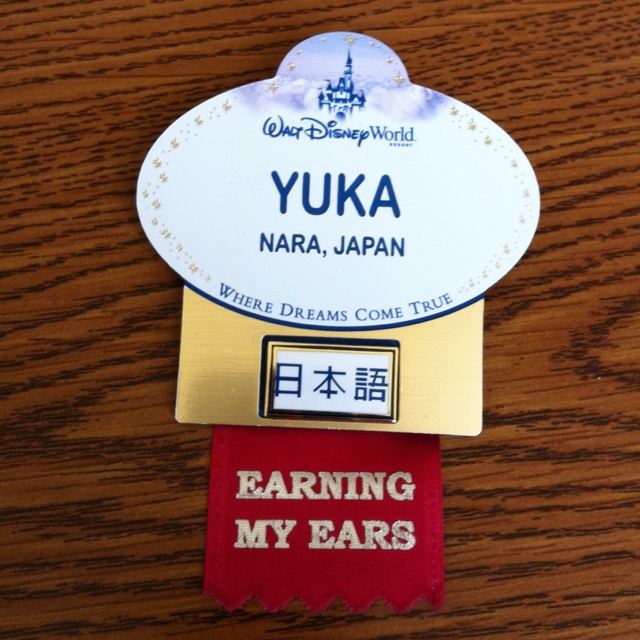 Walt Disney World
RESORT
YUKA
NARA, JAPAN
WHERE DREAMS COME TRUE
日本語
EARNING
MY EARS